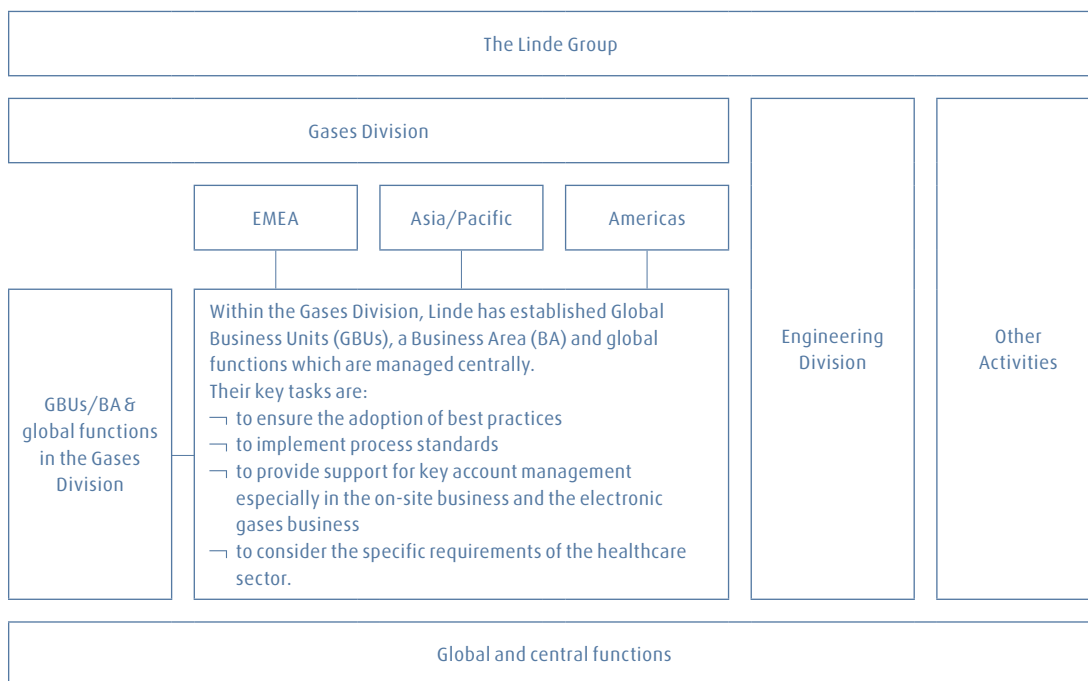 The Linde Group
Gases Division
EMEA
Asia/Pacific
Americas
GBUs/BA &
global functions
in the Gases
Division
Within the Gases Division, Linde has established Global
Business Units (GBUs), a Business Area (BA) and global
functions which are managed centrally.
Their key tasks are:
¬ to ensure the adoption of best practices
¬ to implement process standards
¬ to provide support for key account management
especially in the on-site business and the electronic
gases business
¬ to consider the specific requirements of the healthcare
sector.
Engineering
Division
Other
Activities
Global and central functions